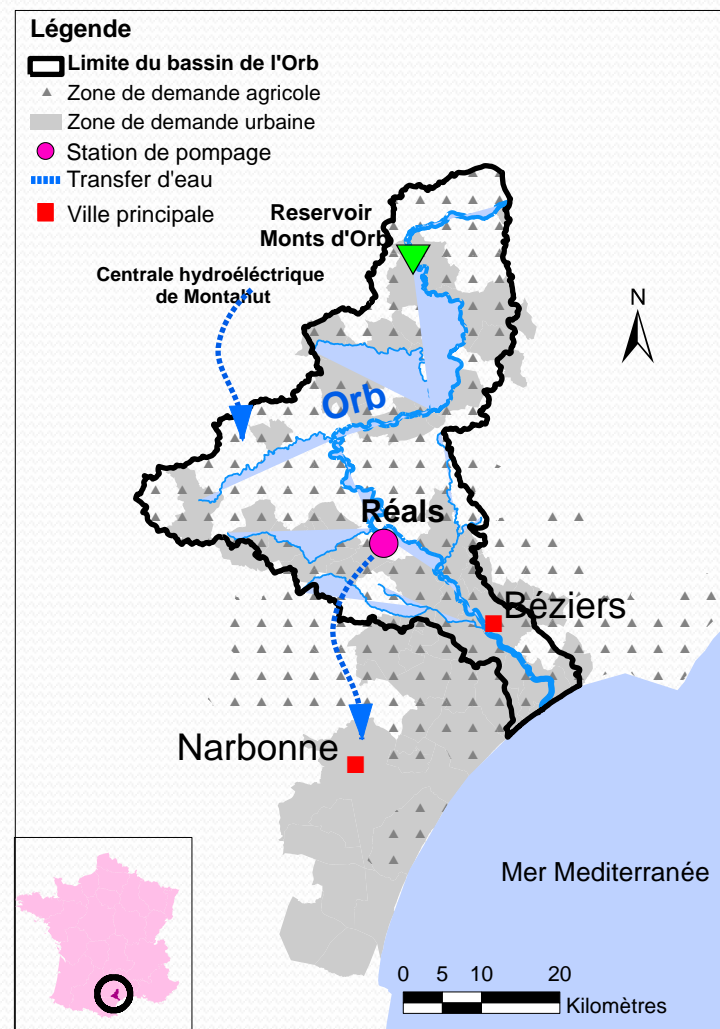 Légende
Limite du bassin de l'Orb
Zone de demande agricole
Zone de demande urbaine
Station de pompage
Transfer d'eau
Ville principale
Reservoir
Monts d'Orb
Centrale hydroéléctrique
de Montahut
N
Orb
Réals
Béziers
Narbonne
Mer Mediterranée
0 5 10 20
Kilomètres